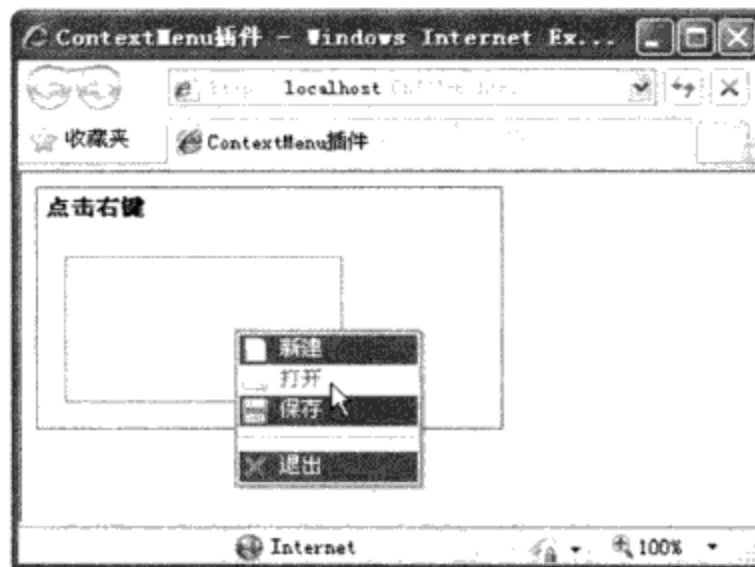 ContextMenu插件 - Windows Internet Ex...
localhost
收藏夹
ContextMenu插件
点击右键
新建
打开
保存
退出
Internet
100%